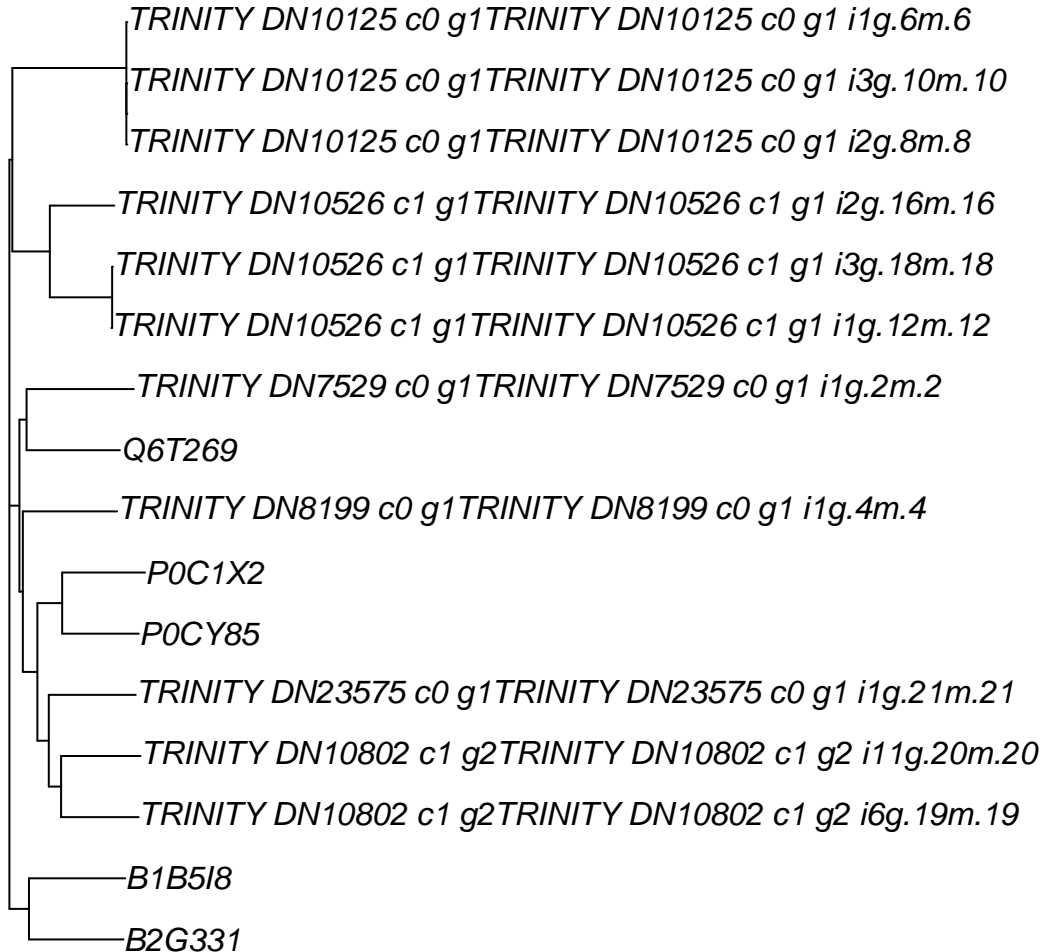 TRINITY DN10125 c0 g1TRINITY DN10125 c0 g1 i1g.6m.6
TRINITY DN10125 c0 g1TRINITY DN10125 c0 g1 i3g.10m.10
TRINITY DN10125 c0 g1TRINITY DN10125 c0 g1 i2g.8m.8
TRINITY DN10526 c1 g1TRINITY DN10526 c1 g1 i2g.16m.16
TRINITY DN10526 c1 g1TRINITY DN10526 c1 g1 i3g.18m.18
TRINITY DN10526 c1 g1TRINITY DN10526 c1 g1 i1g.12m.12
TRINITY DN7529 c0 g1TRINITY DN7529 c0 g1 i1g.2m.2
Q6T269
TRINITY DN8199 c0 g1TRINITY DN8199 c0 g1 i1g.4m.4
P0C1X2
P0CY85
TRINITY DN23575 c0 g1TRINITY DN23575 c0 g1 i1g.21m.21
TRINITY DN10802 c1 g2TRINITY DN10802 c1 g2 i11g.20m.20
TRINITY DN10802 c1 g2TRINITY DN10802 c1 g2 i6g.19m.19
B1B5I8
B2G331